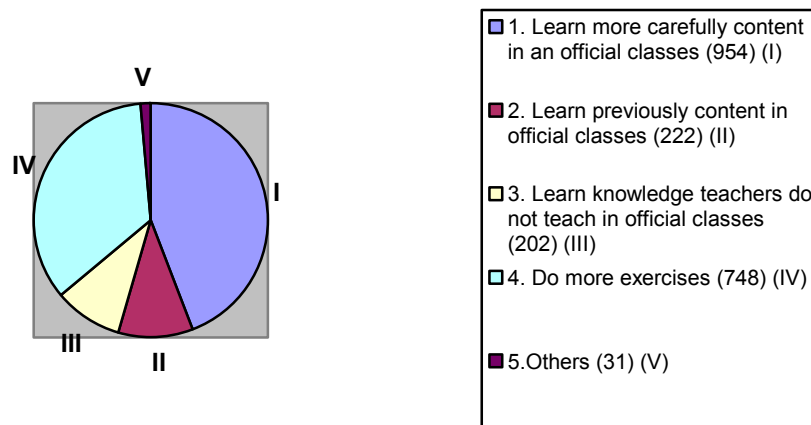 V
IV
I
III
II
1. Learn more carefully content
in an official classes (954) (I)
2. Learn previously content in
official classes (222) (II)
3. Learn knowledge teachers do
not teach in official classes
(202) (III)
4. Do more exercises (748) (IV)
5.Others (31) (V)